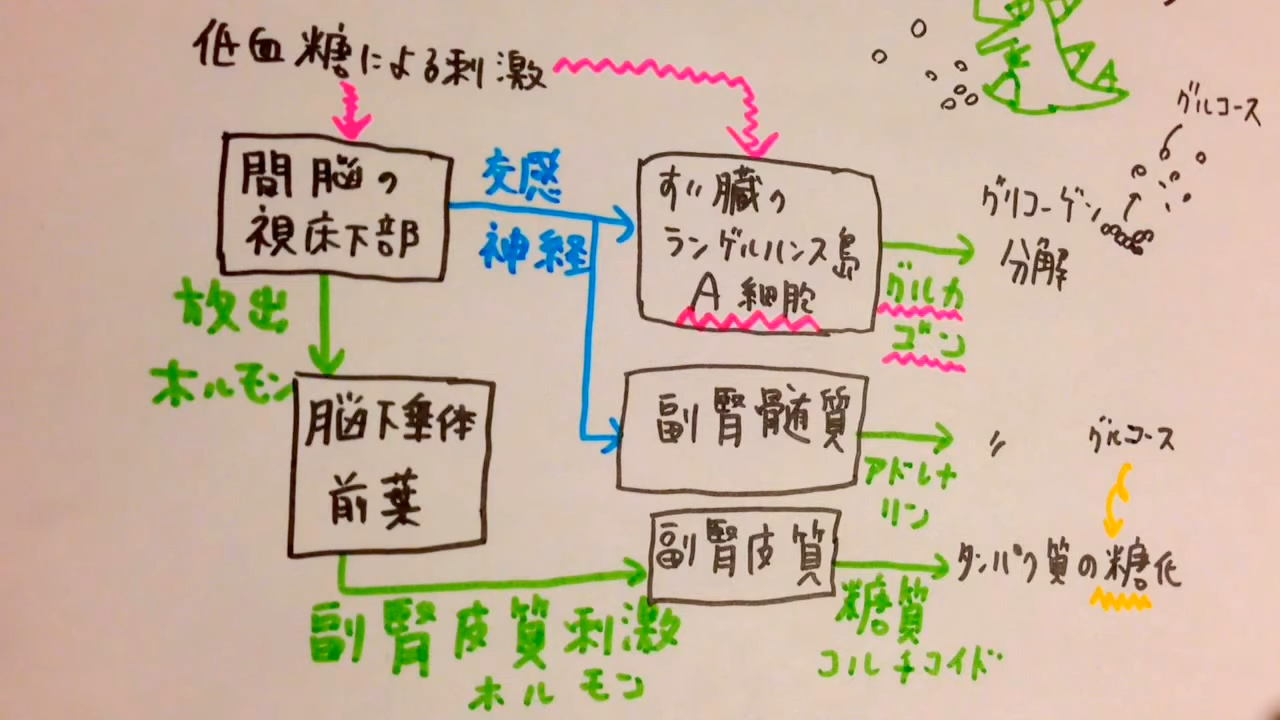 低血糖による刺激
グルコース
間脳の
視床下部
交感
神経
すい臓の
ランゲルハンス島
A細胞
グルカ
ゴン
グリコーゲン
分解
放出
ホルモン
脳下垂体
前葉
副腎髄質
アドレナ
リン
〃
グルコース
副腎皮質
タンパク質の糖化
副腎皮質刺激
ホルモン
糖質
コルチコイド